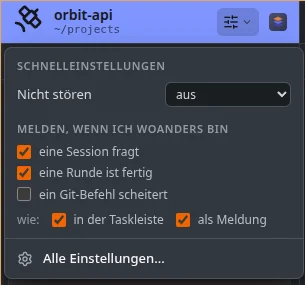 orbit-api
~/projects
SCHNELLEINSTELLUNGEN
Nicht stören aus
MELDEN, WENN ICH WOANDERS BIN
eine Session fragt
eine Runde ist fertig
ein Git-Befehl scheitert
wie: in der Taskleiste als Meldung
Alle Einstellungen...